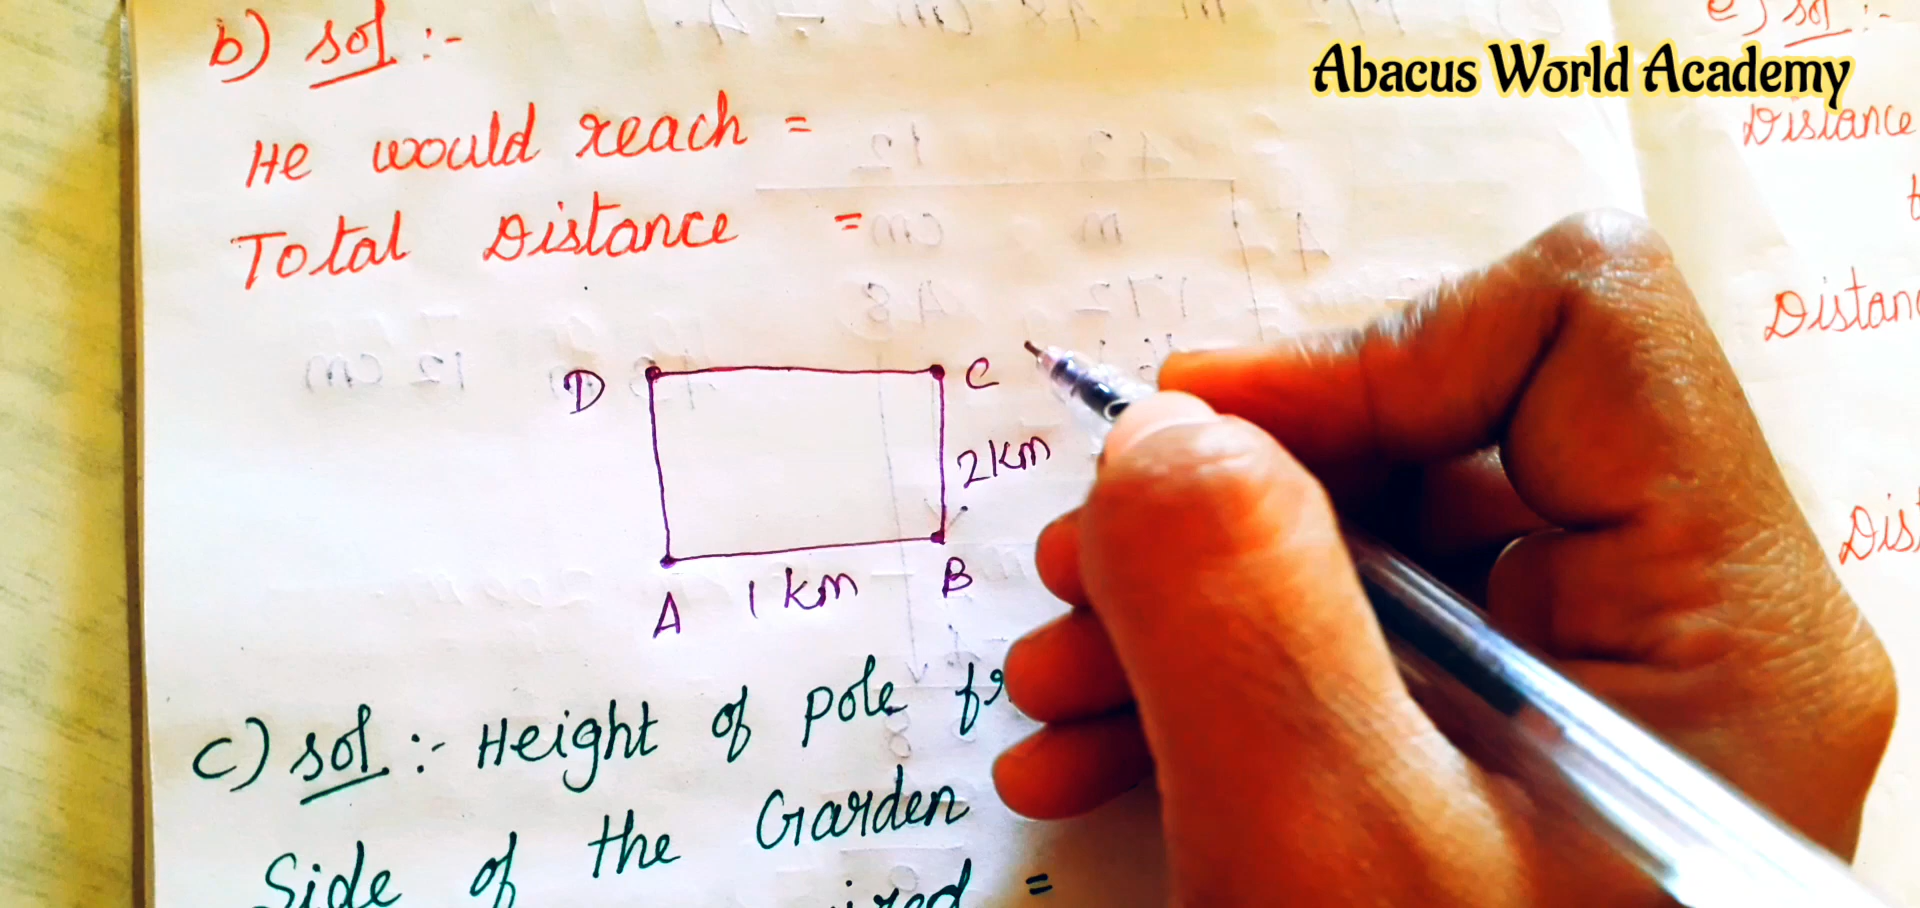 b) sol :-
Abacus World Academy
He would reach =
Total Distance =
D
C
2km
A
1 km
B
c) sol :- Height of pole
Side of the Garden
=
e) sol :-
Distance